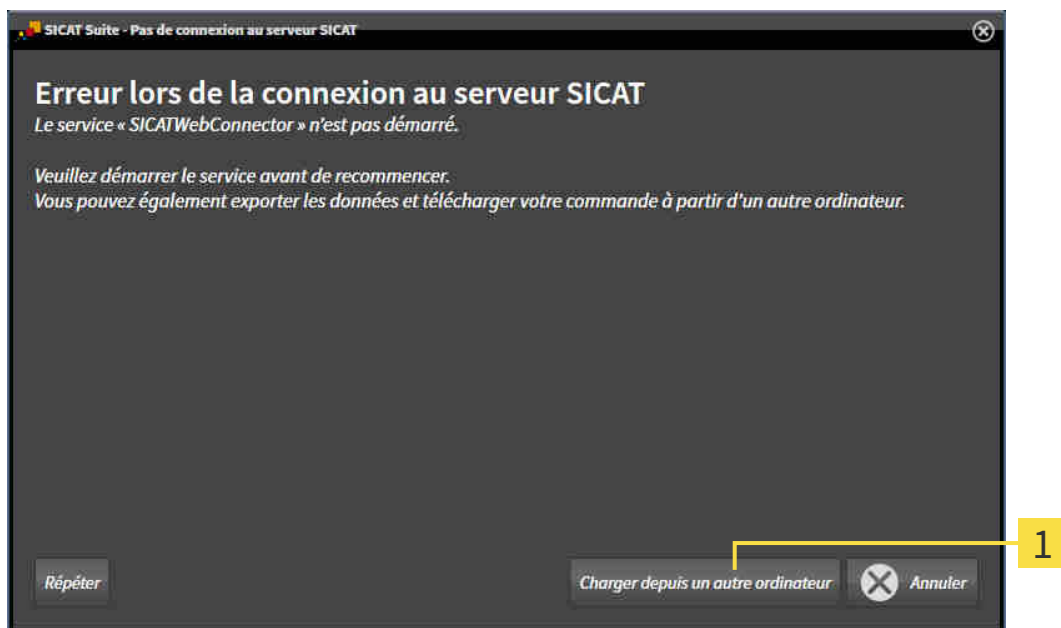 SICAT Suite - Pas de connexion au serveur SICAT
Erreur lors de la connexion au serveur SICAT
Le service « SICATWebConnector » n'est pas démarré.
Veuillez démarrer le service avant de recommencer.
Vous pouvez également exporter les données et télécharger votre commande à partir d'un autre ordinateur.
1
Répéter
Charger depuis un autre ordinateur
Annuler